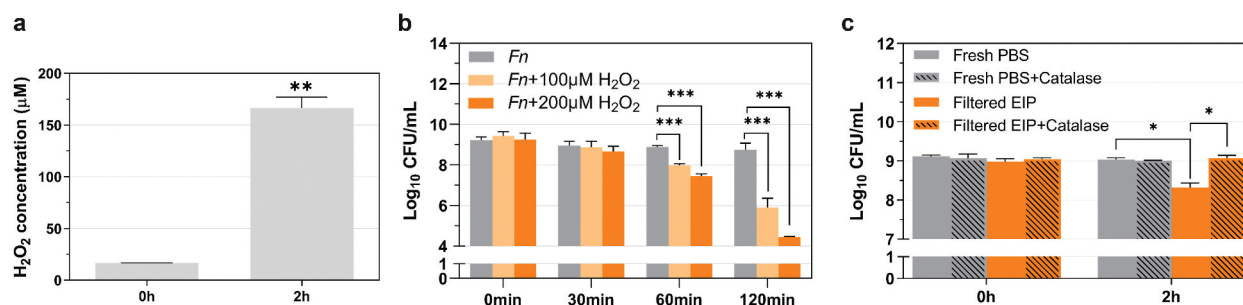 a
H2O2 concentration (μM)
200
150
100
50
0
**
0h
2h
b
Log10 CFU/mL
14
12
10
8
6
4
1
0
Fn
Fn+100μM H2O2
Fn+200μM H2O2
***
***
***
***
0min
30min
60min
120min
c
Log10 CFU/mL
12
11
10
9
8
7
1
0
Fresh PBS
Fresh PBS+Catalase
Filtered EIP
Filtered EIP+Catalase
*
*
0h
2h